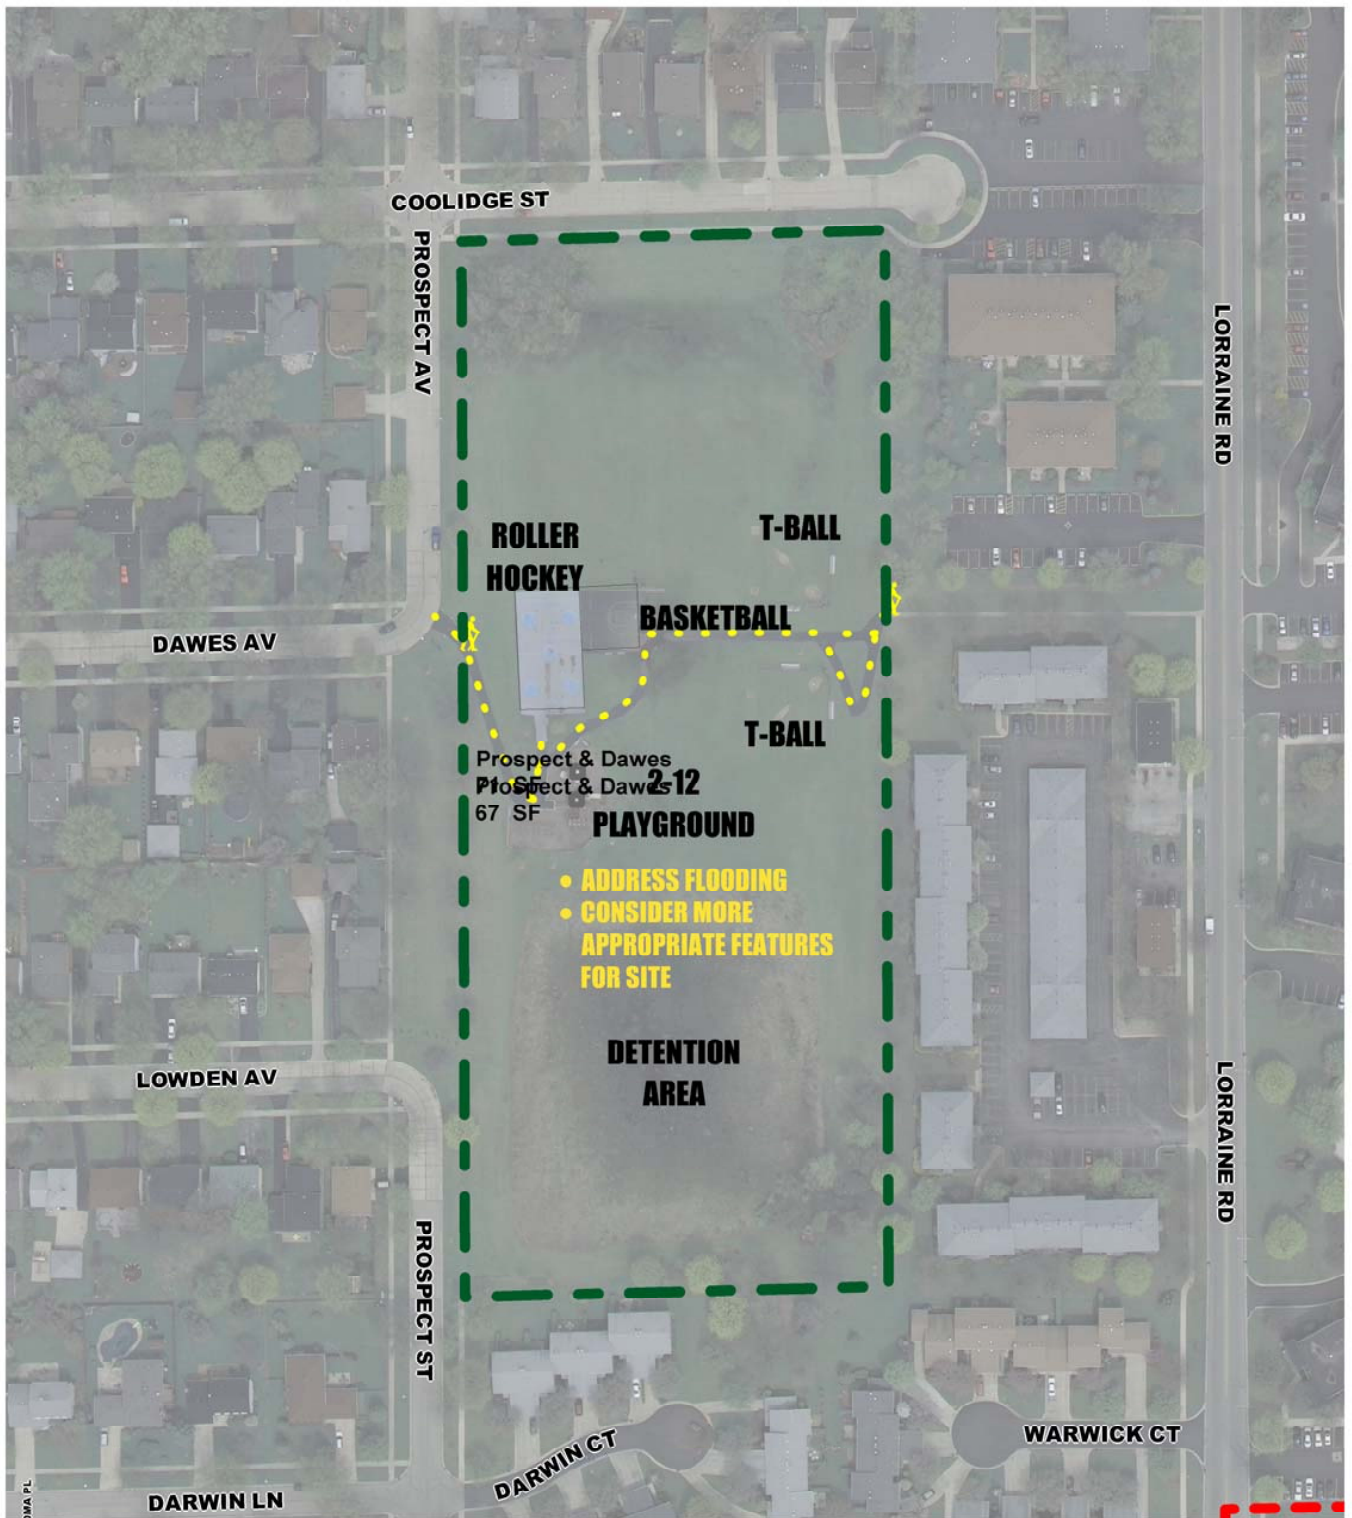 COOLIDGE ST
PROSPECT AV
LORRAINE RD
ROLLER
HOCKEY
T-BALL
BASKETBALL
DAWES AV
T-BALL
Prospect & Dawes
71 SF
Prospect & Dawes
67 SF
2-12
PLAYGROUND
• ADDRESS FLOODING
• CONSIDER MORE
APPROPRIATE FEATURES
FOR SITE
DETENTION
AREA
LOWDEN AV
LORRAINE RD
PROSPECT ST
DARWIN CT
WARWICK CT
DARWIN LN